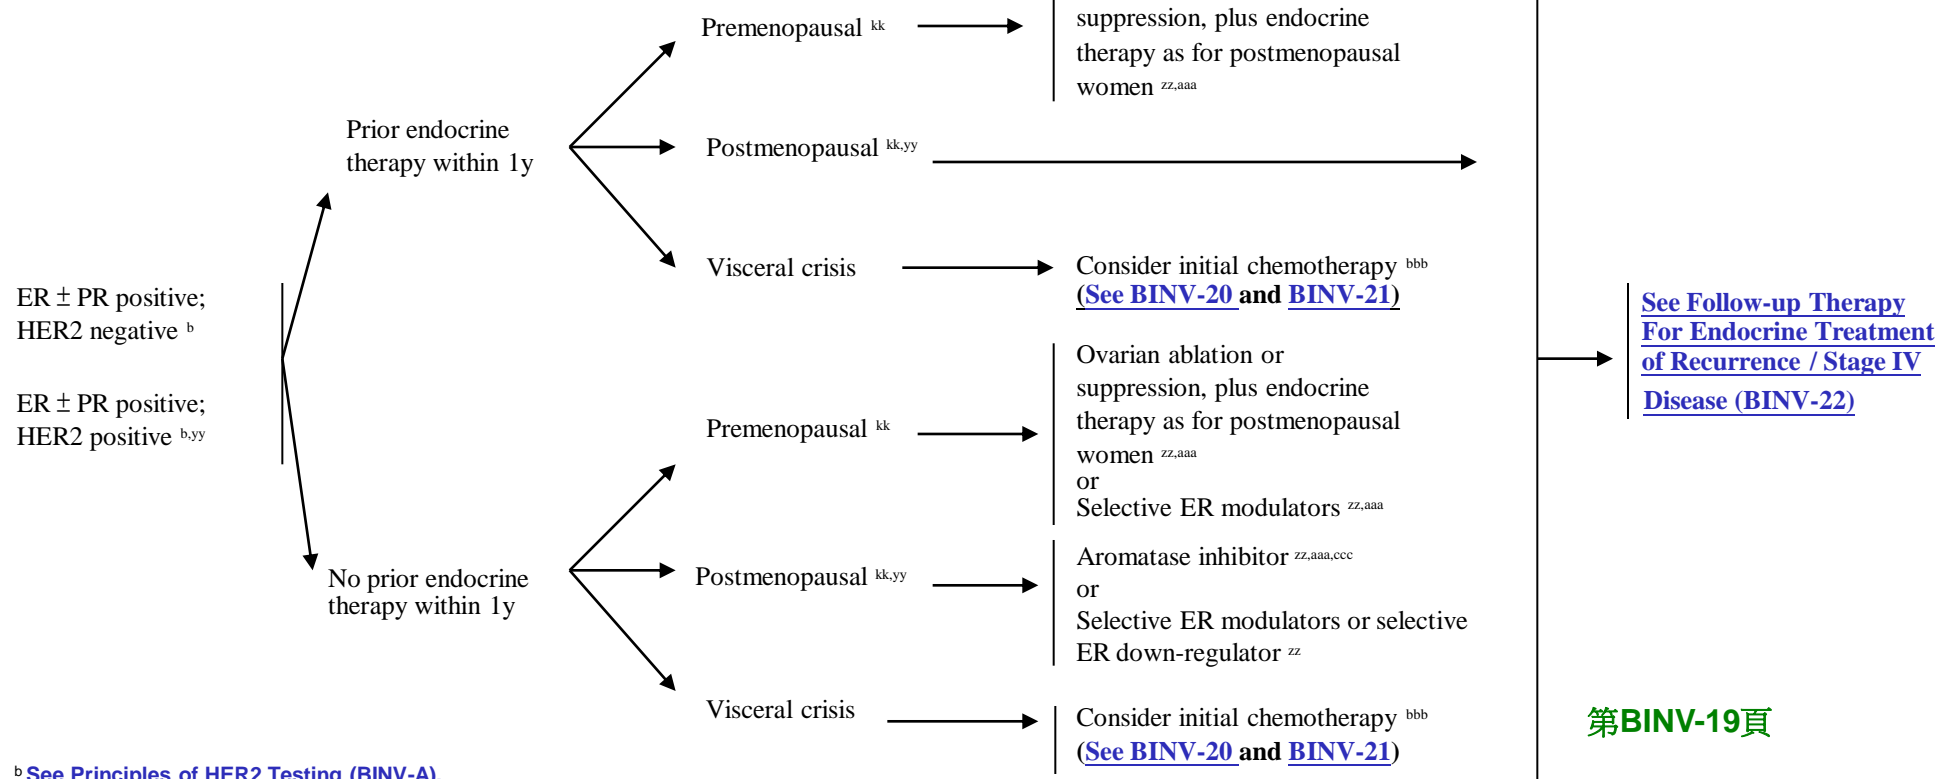 suppression, plus endocrine
therapy as for postmenopausal
women zz,aaa
Premenopausal kk
Prior endocrine
therapy within 1y
Postmenopausal kk,yy
Visceral crisis
Consider initial chemotherapy bbb
(See BINV-20 and BINV-21)
ER ± PR positive;
HER2 negative b
ER ± PR positive;
HER2 positive b,yy
See Follow-up Therapy
For Endocrine Treatment
of Recurrence / Stage IV
Disease (BINV-22)
Premenopausal kk
Ovarian ablation or
suppression, plus endocrine
therapy as for postmenopausal
women zz,aaa
or
Selective ER modulators zz,aaa
No prior endocrine
therapy within 1y
Postmenopausal kk,yy
Aromatase inhibitor zz,aaa,ccc
or
Selective ER modulators or selective
ER down-regulator zz
Visceral crisis
Consider initial chemotherapy bbb
(See BINV-20 and BINV-21)
第BINV-19頁
b See Principles of HER2 Testing (BINV-A)